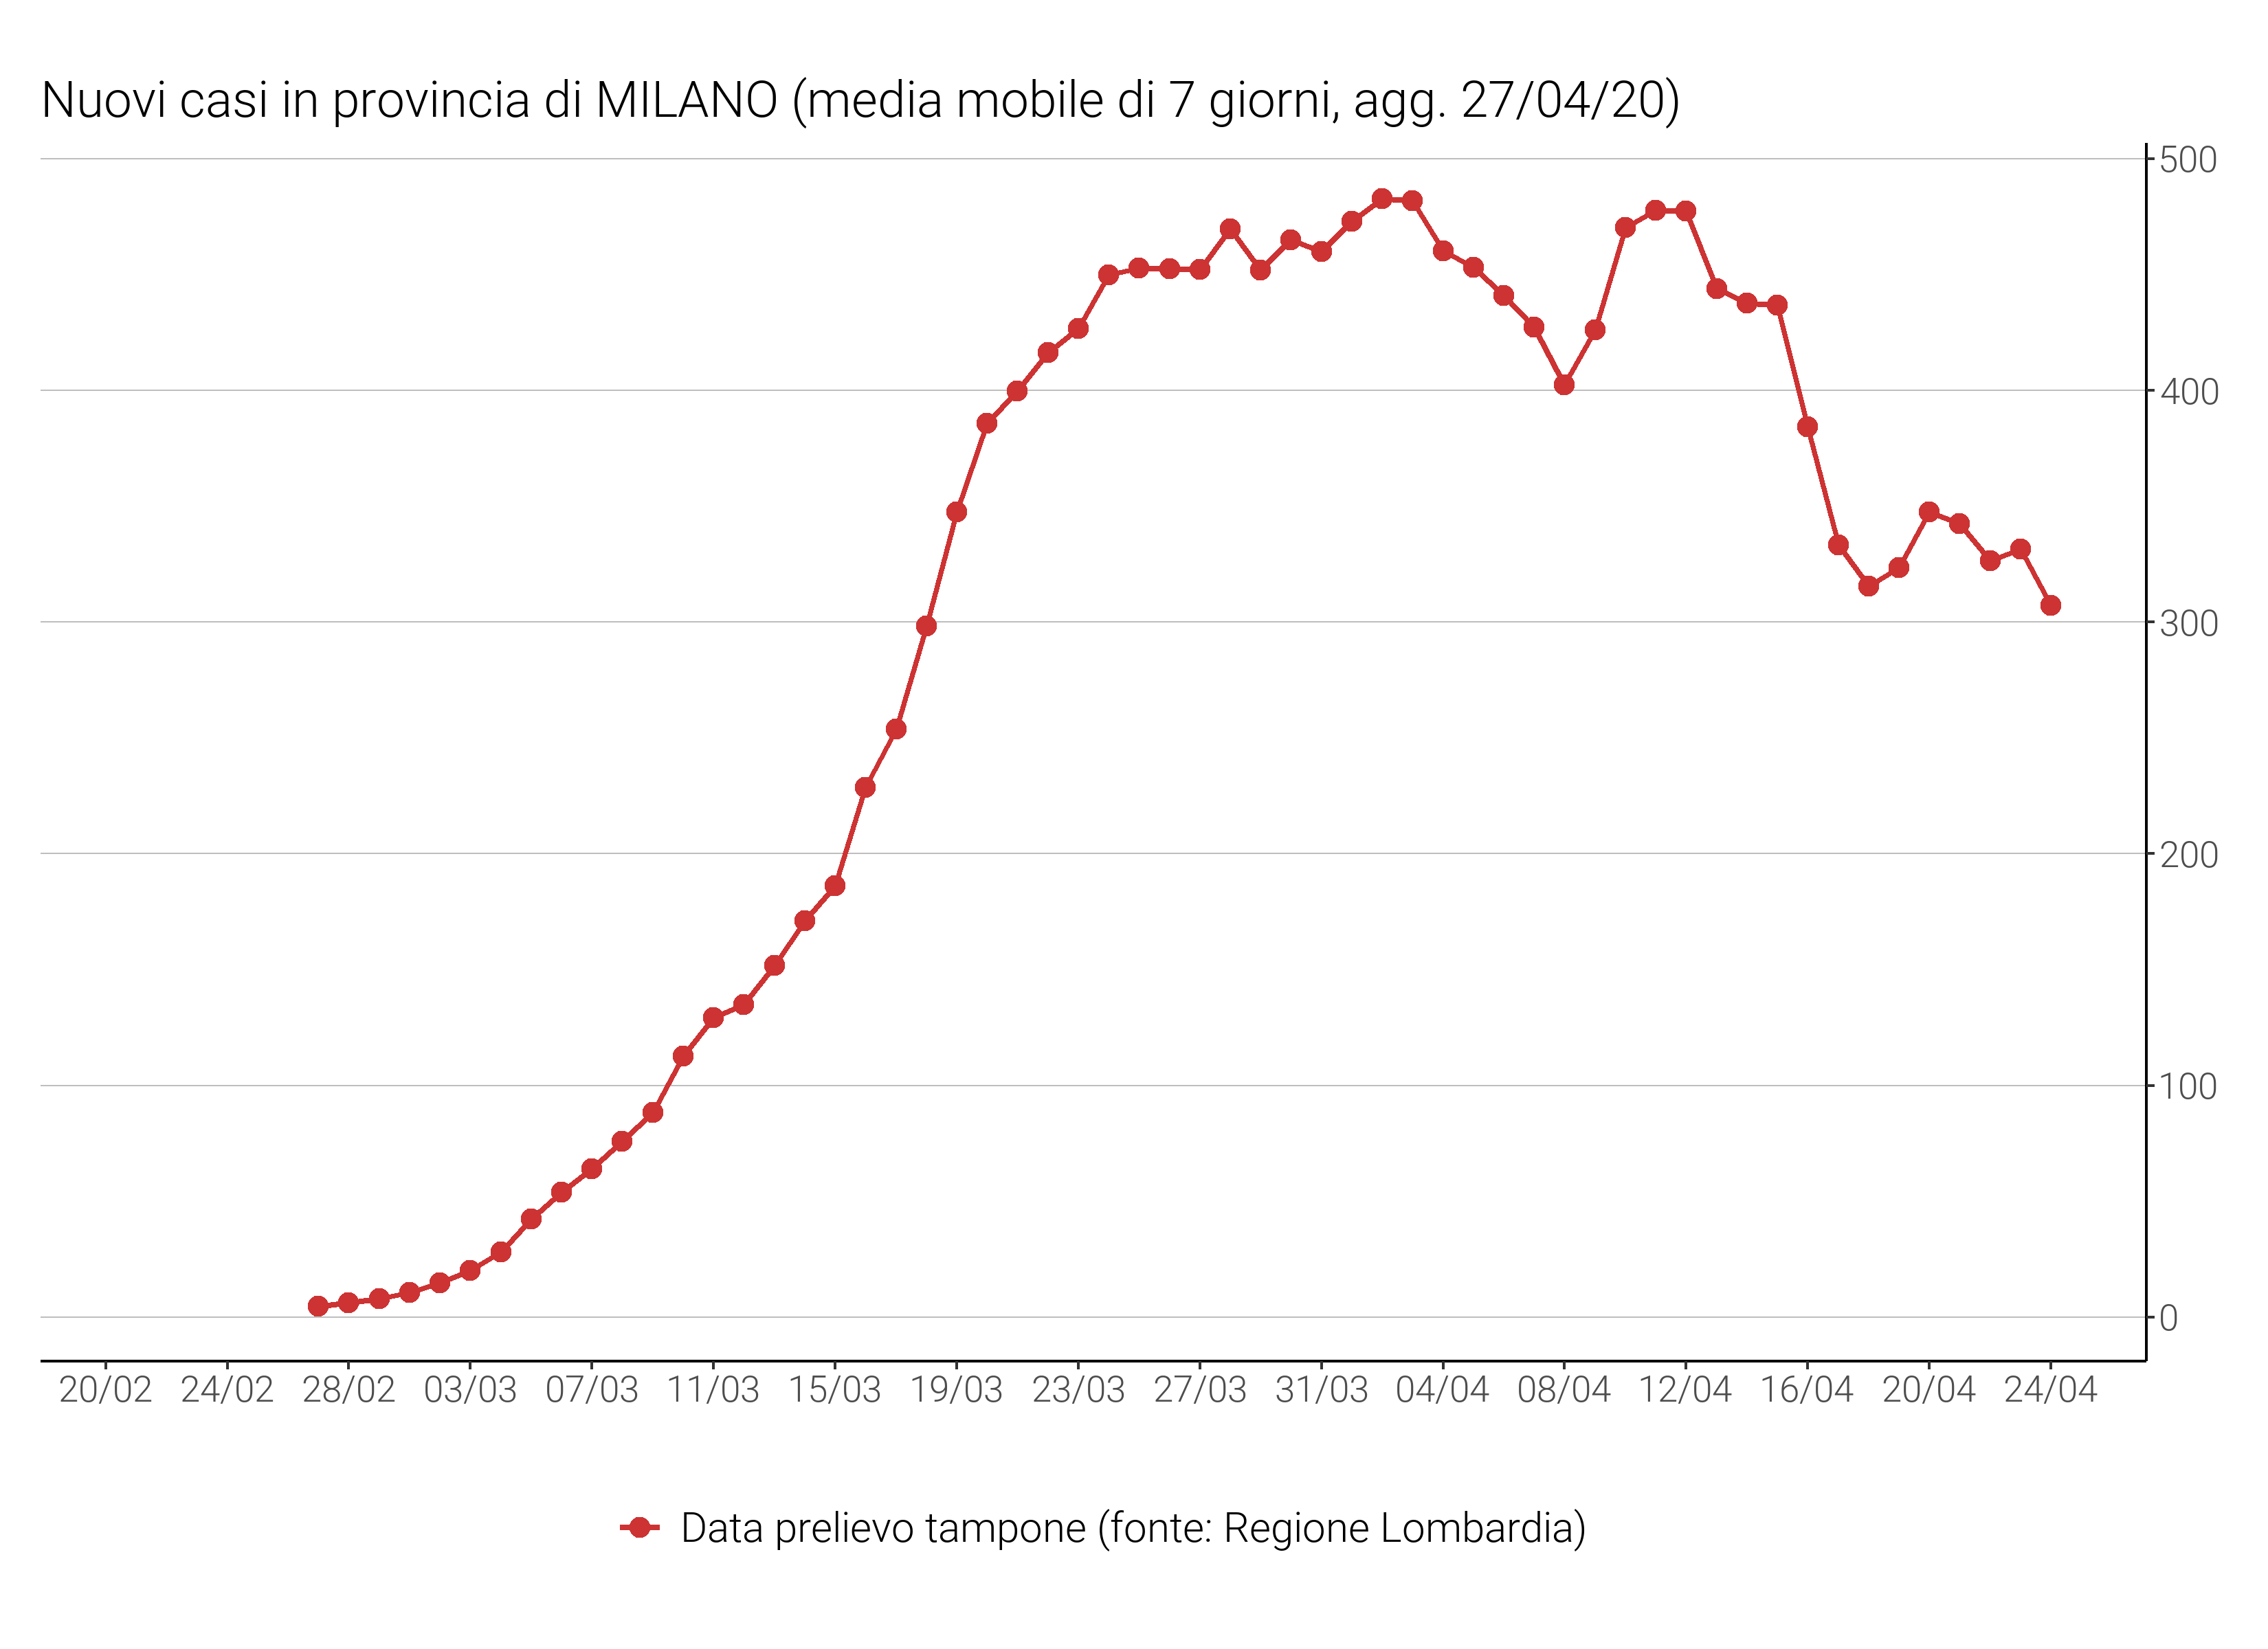 Nuovi casi in provincia di MILANO (media mobile di 7 giorni, agg. 27/04/20)
500
400
300
200
100
0
20/02 24/02 28/02 03/03 07/03 11/03 15/03 19/03 23/03 27/03 31/03 04/04 08/04 12/04 16/04 20/04 24/04
Data prelievo tampone (fonte: Regione Lombardia)